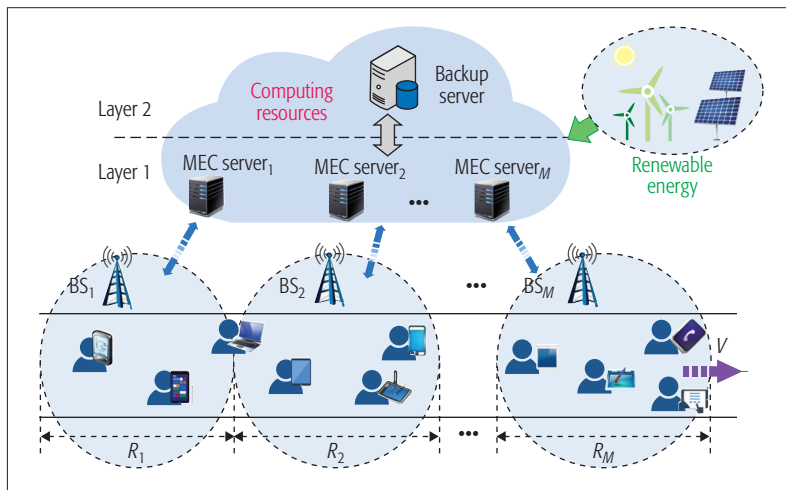 Computing
resources
Backup
server
Layer 2
Layer 1
MEC server1
MEC server2
MEC serverM
...
Renewable
energy
BS1
BS2
...
BSM
V
R1
R2
...
RM